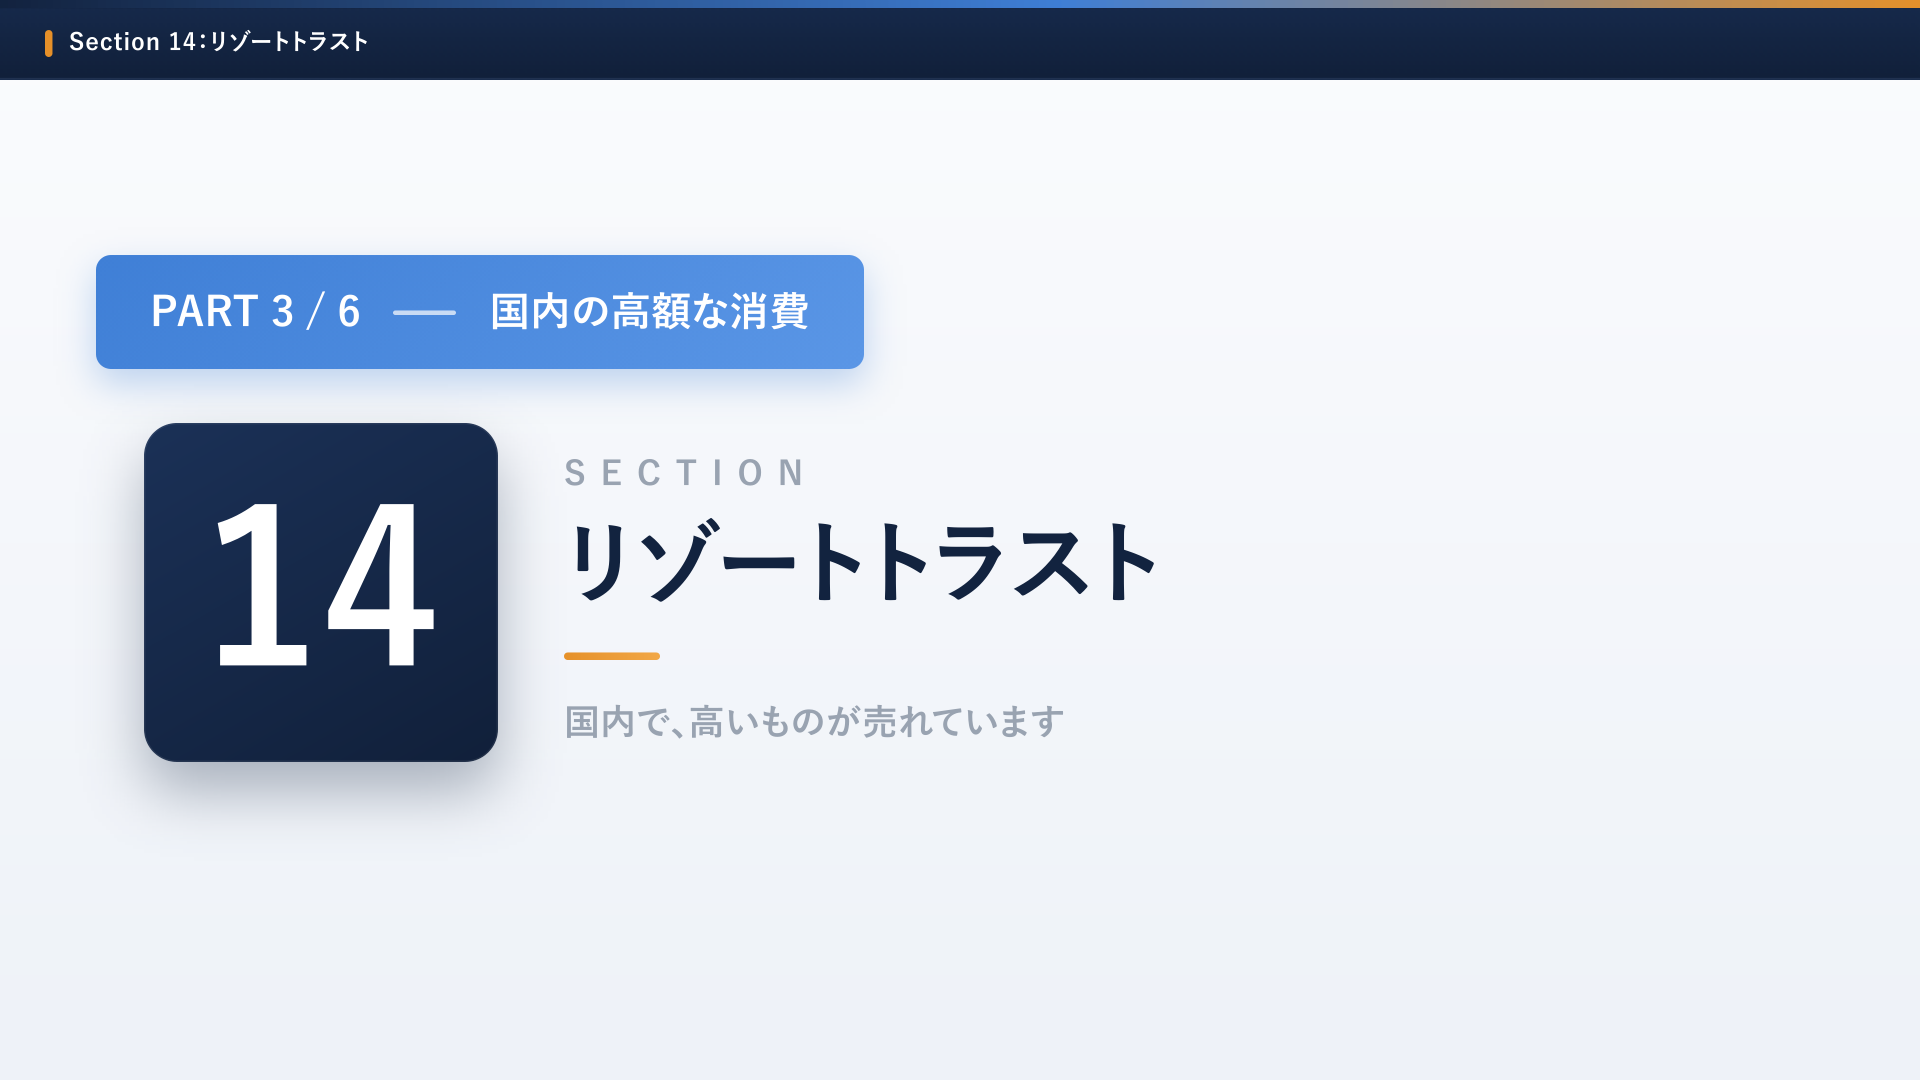 Section 14：リゾートトラスト
PART 3 / 6 — 国内の高額な消費
14
SECTION
リゾートトラスト
国内で、高いものが売れています